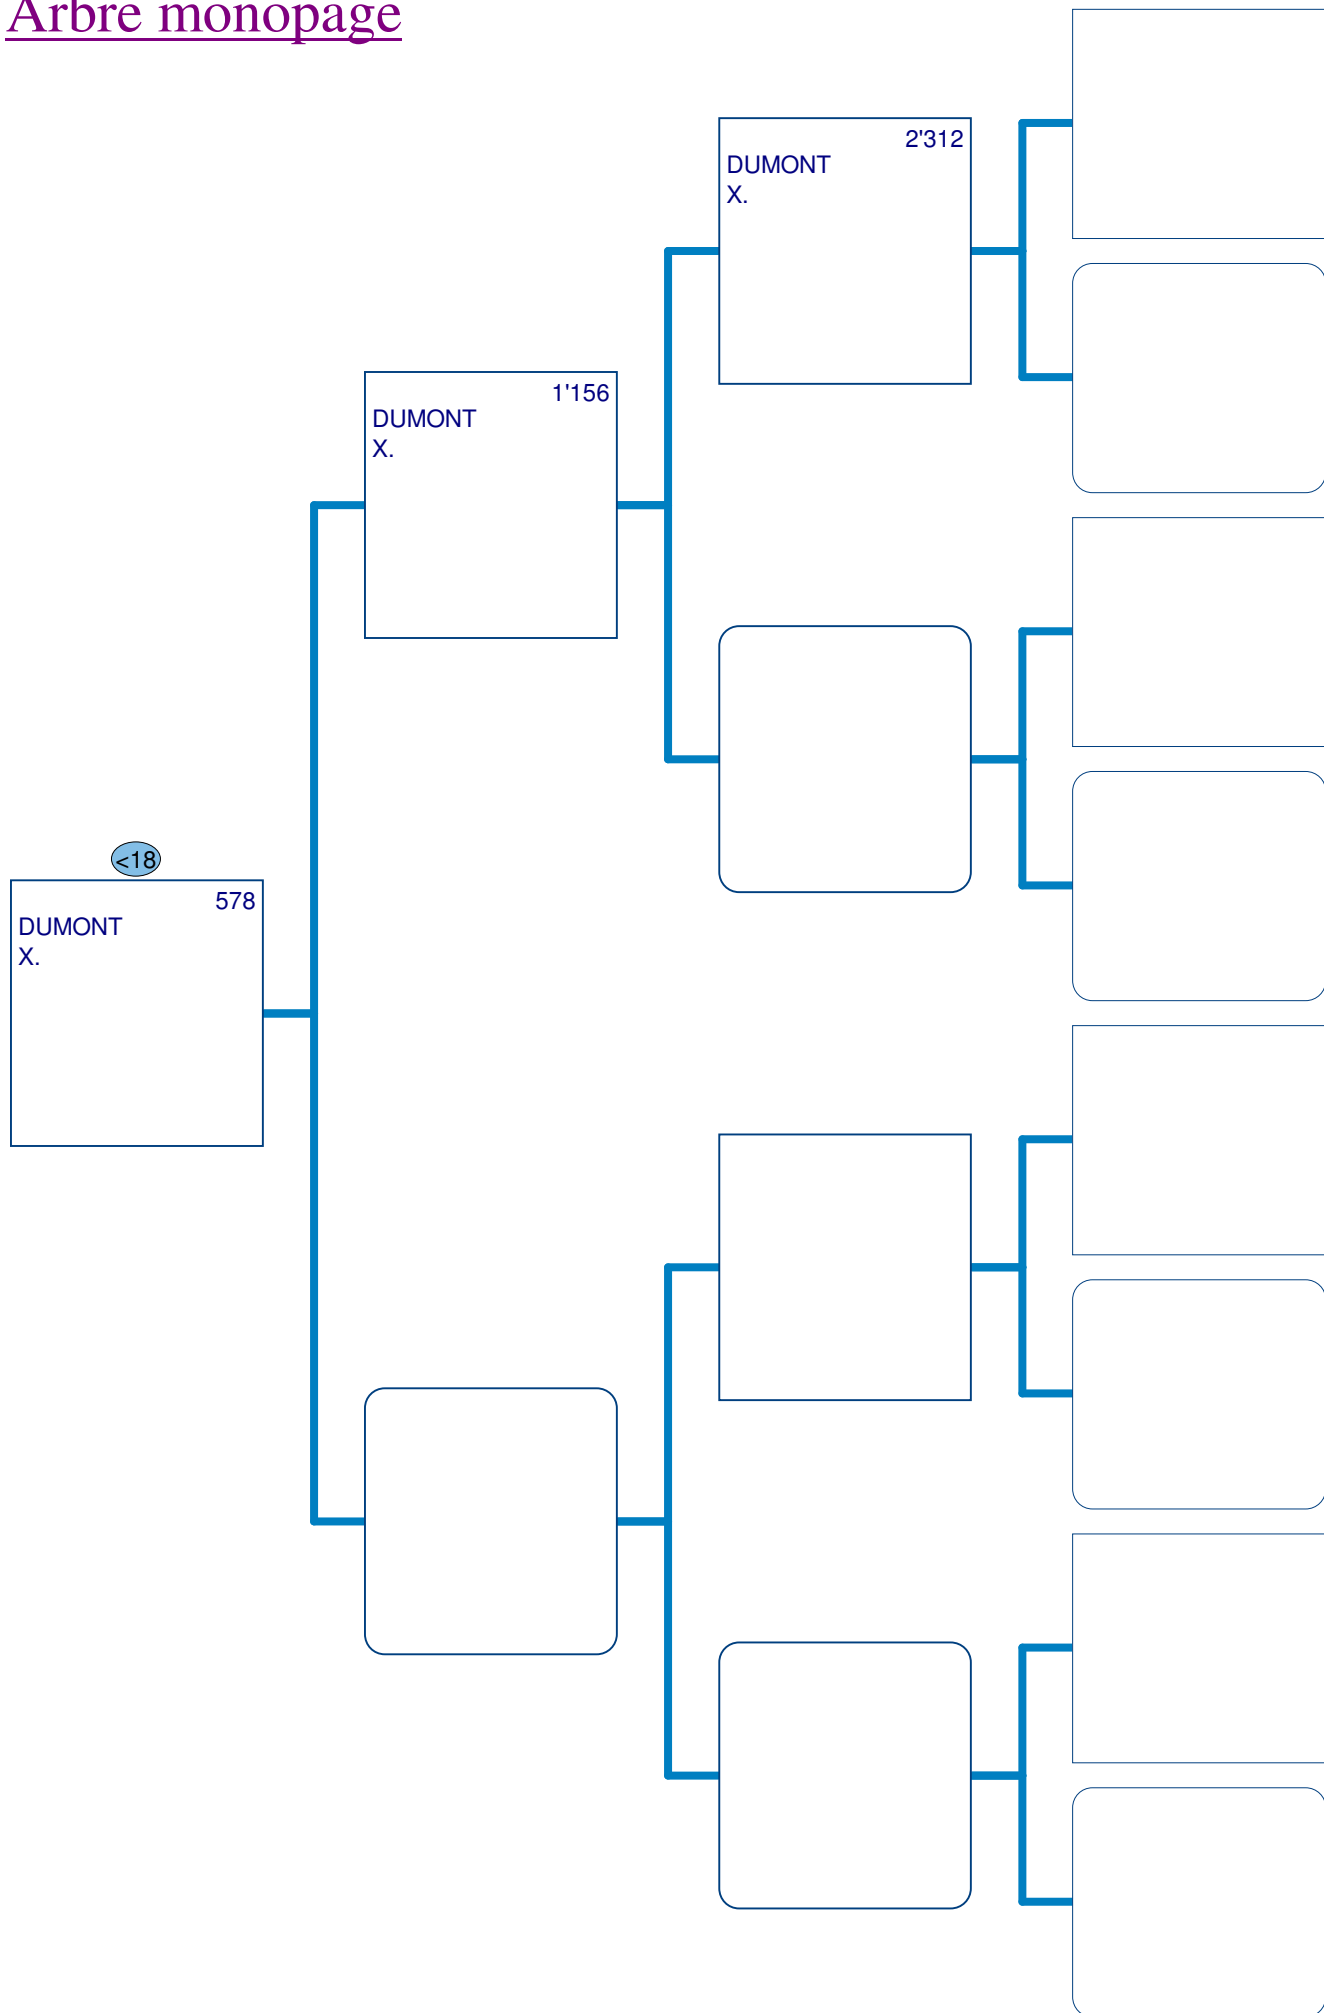 Arbre monopage
2'312
DUMONT
X.
1'156
DUMONT
X.
<18
578
DUMONT
X.